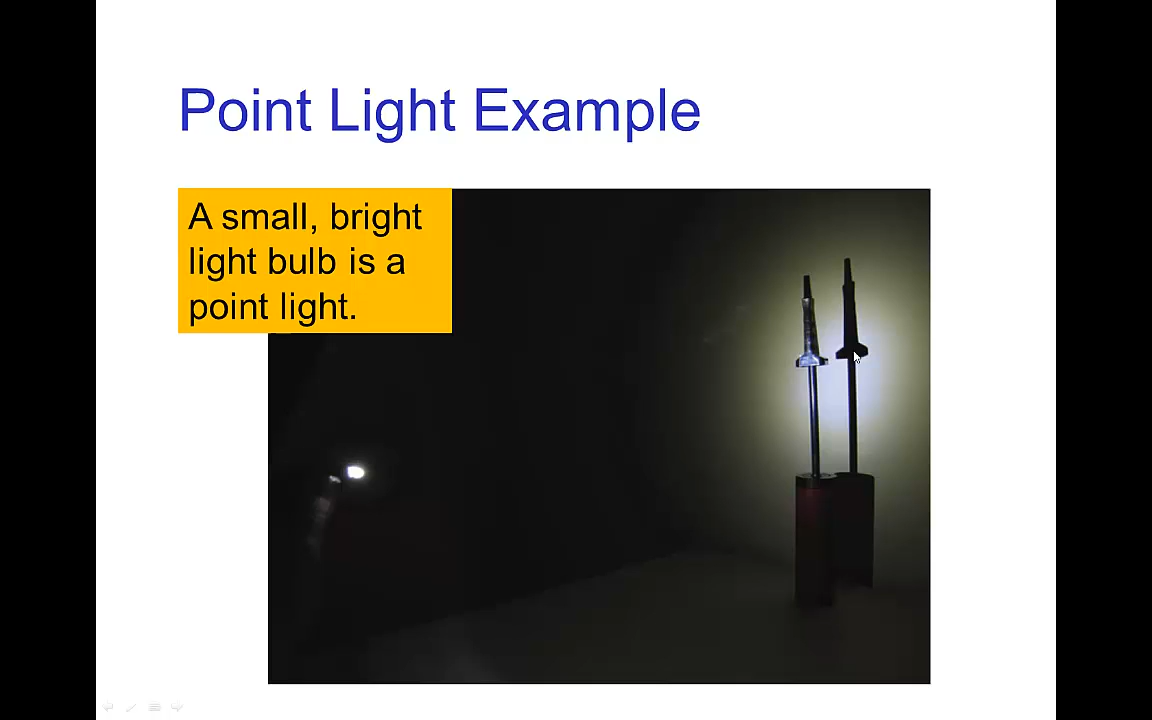 Point Light Example
A small, bright
light bulb is a
point light.